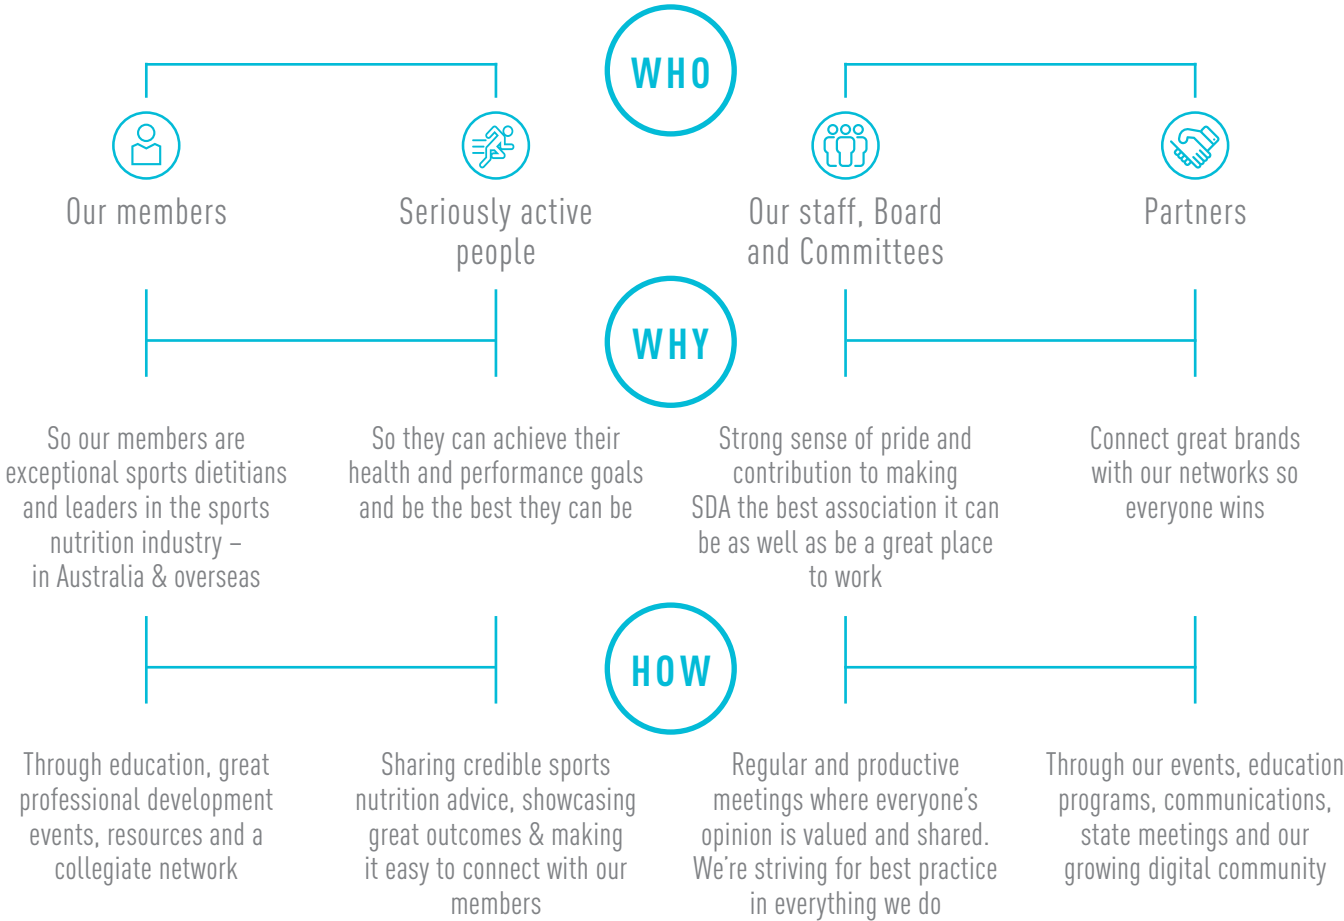 WHO
Our members
Seriously active
people
Our staff, Board
and Committees
Partners
WHY
So our members are
exceptional sports dietitians
and leaders in the sports
nutrition industry –
in Australia & overseas
So they can achieve their
health and performance goals
and be the best they can be
Strong sense of pride and
contribution to making
SDA the best association it can
be as well as be a great place
to work
Connect great brands
with our networks so
everyone wins
HOW
Through education, great
professional development
events, resources and a
collegiate network
Sharing credible sports
nutrition advice, showcasing
great outcomes & making
it easy to connect with our
members
Regular and productive
meetings where everyone's
opinion is valued and shared.
We're striving for best practice
in everything we do
Through our events, education
programs, communications,
state meetings and our
growing digital community